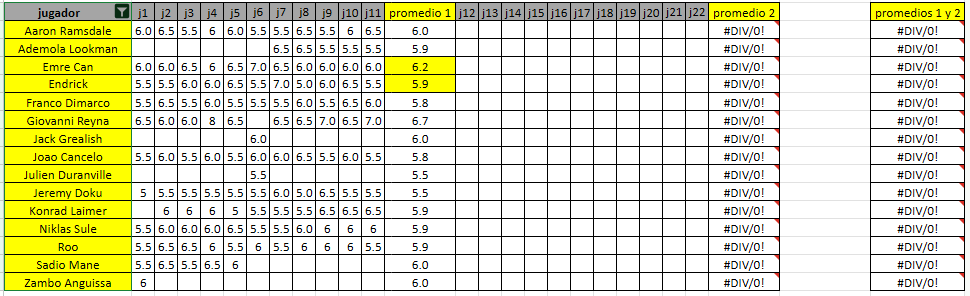 jugador j1 j2 j3 j4 j5 j6 j7 j8 j9 j10 j11 promedio 1 j12 j13 j14 j15 j16 j17 j18 j19 j20 j21 j22 promedio 2 promedios 1 y 2
Aaron Ramsdale 6.0 6.5 5.5 6 6.0 5.5 5.5 6.5 5.5 6 6.5 6.0 #DIV/0! #DIV/0!
Ademola Lookman 6.5 6.5 5.5 5.5 5.5 5.9 #DIV/0! #DIV/0!
Emre Can 6.0 6.0 6.5 6 6.5 7.0 6.5 6.0 6.0 6.0 6.0 6.2 #DIV/0! #DIV/0!
Endrick 5.5 5.5 6.0 6.0 6.5 5.5 7.0 5.0 6.0 6.5 5.5 5.9 #DIV/0! #DIV/0!
Franco Dimarco 5.5 6.5 5.5 6.0 5.5 5.5 5.5 6.0 5.5 6.5 6.0 5.8 #DIV/0! #DIV/0!
Giovanni Reyna 6.5 6.0 6.0 8 6.5 6.5 6.5 7.0 6.5 7.0 6.7 #DIV/0! #DIV/0!
Jack Grealish 6.0 6.0 #DIV/0! #DIV/0!
Joao Cancelo 5.5 6.0 5.5 6.0 5.5 6.0 6.0 6.5 5.5 6.0 5.5 5.8 #DIV/0! #DIV/0!
Julien Duranville 5.5 5.5 #DIV/0! #DIV/0!
Jeremy Doku 5 5.5 5.5 5.5 5.5 5.5 6.0 5.0 6.5 5.5 5.5 5.5 #DIV/0! #DIV/0!
Konrad Laimer 6 6 6 5 5.5 5.5 5.5 6.5 6.5 6.5 5.9 #DIV/0! #DIV/0!
Niklas Sule 5.5 6.0 6.0 6.0 6.5 5.5 5.5 6.0 6 6 6 5.9 #DIV/0! #DIV/0!
Roo 5.5 6.5 6.5 6 5.5 6 5.5 6 6 6 5.5 5.9 #DIV/0! #DIV/0!
Sadio Mane 5.5 6.5 5.5 6.5 6 6.0 #DIV/0! #DIV/0!
Zambo Anguissa 6 6.0 #DIV/0! #DIV/0!